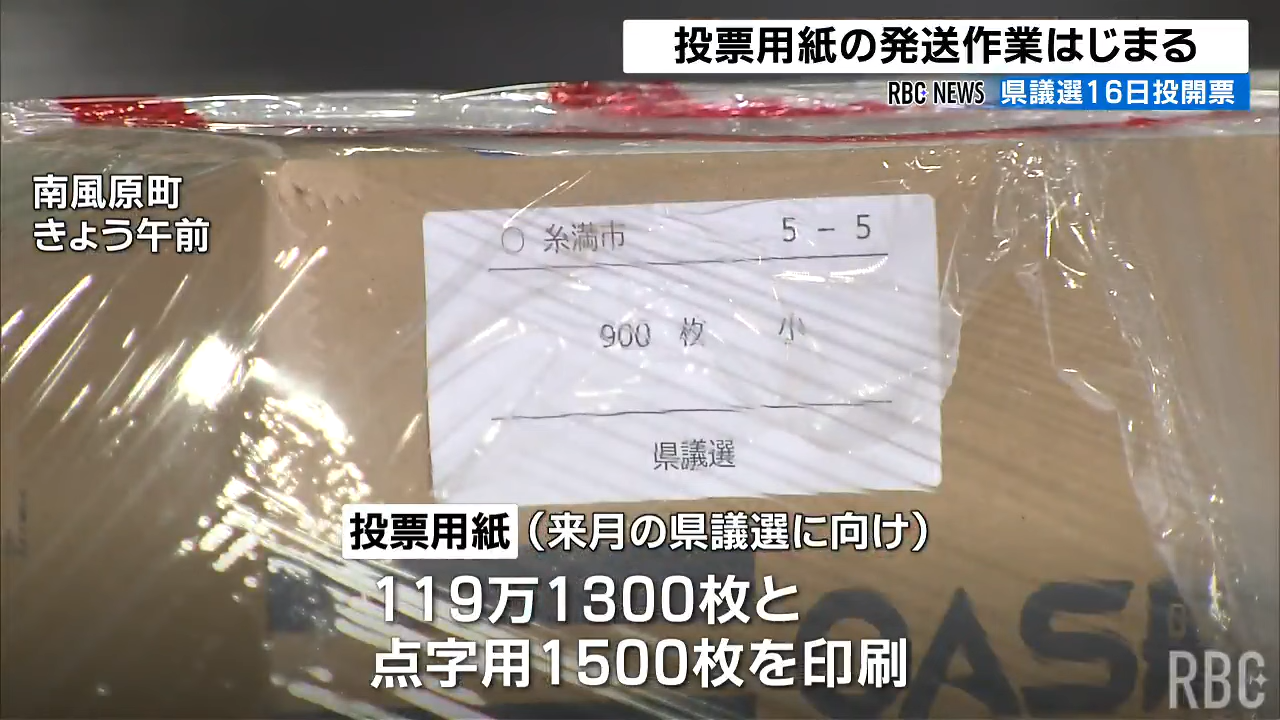 投票用紙の発送作業はじまる
RBC NEWS 県議選16日投開票
南風原町
きょう午前
○ 糸満市 5－5
900 枚 小
県議選
投票用紙（来月の県議選に向け）
119万1300枚と
点字用1500枚を印刷
RBC